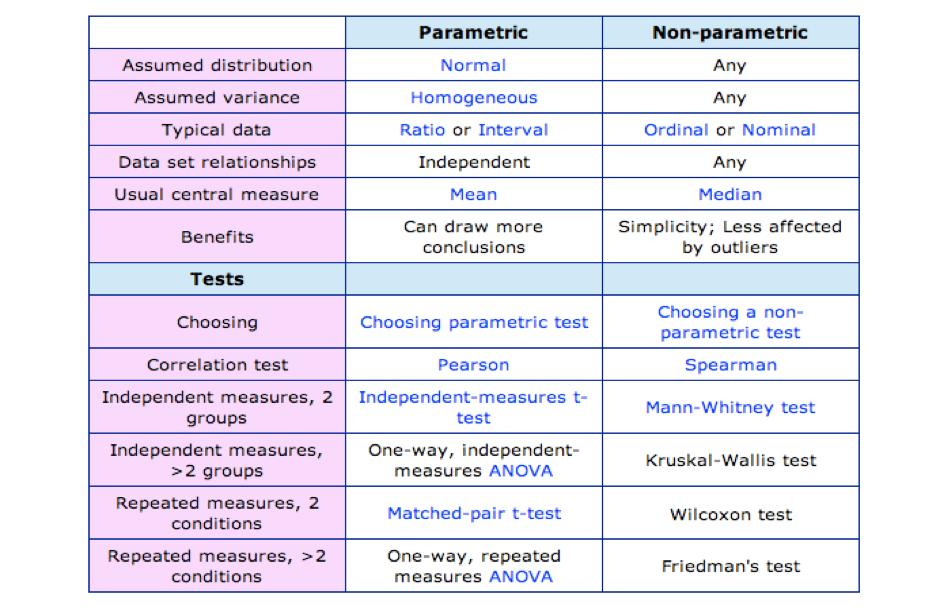 Parametric Non-parametric
Assumed distribution Normal Any
Assumed variance Homogeneous Any
Typical data Ratio or Interval Ordinal or Nominal
Data set relationships Independent Any
Usual central measure Mean Median
Benefits
Can draw more
conclusions
Simplicity; Less affected
by outliers
Tests
Choosing
Choosing parametric test
Choosing a non-
parametric test
Correlation test Pearson Spearman
Independent measures, 2
groups
Independent-measures t-
test
Mann-Whitney test
Independent measures,
>2 groups
One-way, independent-
measures ANOVA
Kruskal-Wallis test
Repeated measures, 2
conditions
Matched-pair t-test
Wilcoxon test
Repeated measures, >2
conditions
One-way, repeated
measures ANOVA
Friedman's test